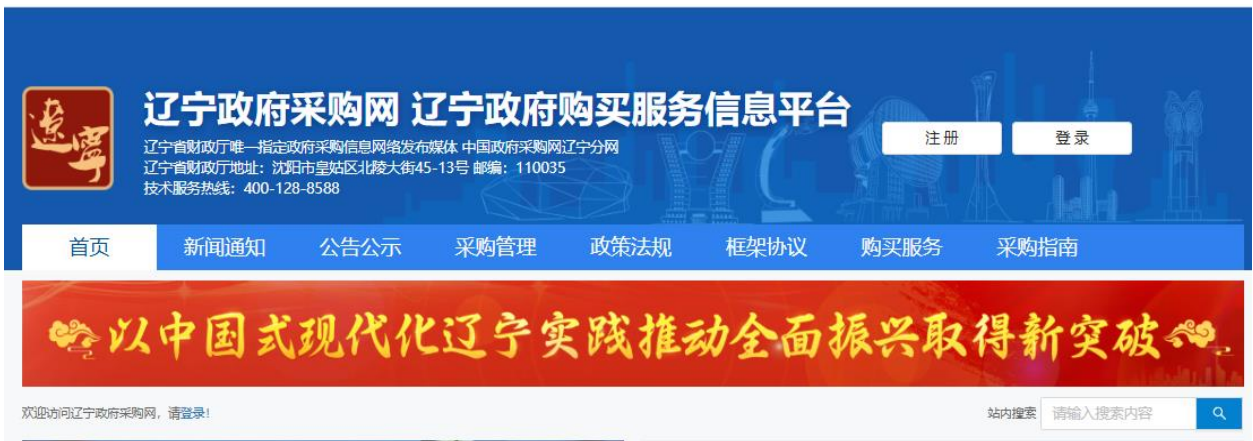 遼寧
辽宁政府采购网 辽宁政府购买服务信息平台
辽宁省财政厅唯一指定政府采购信息网络发布媒体 中国政府采购网辽宁分网
辽宁省财政厅地址：沈阳市皇姑区北陵大街45-13号 邮编：110035
技术服务热线：400-128-8588
注册 登录
首页 新闻通知 公告公示 采购管理 政策法规 框架协议 购买服务 采购指南
以中国式现代化辽宁实践推动全面振兴取得新突破
欢迎访问辽宁政府采购网，请登录! 站内搜索 请输入搜索内容